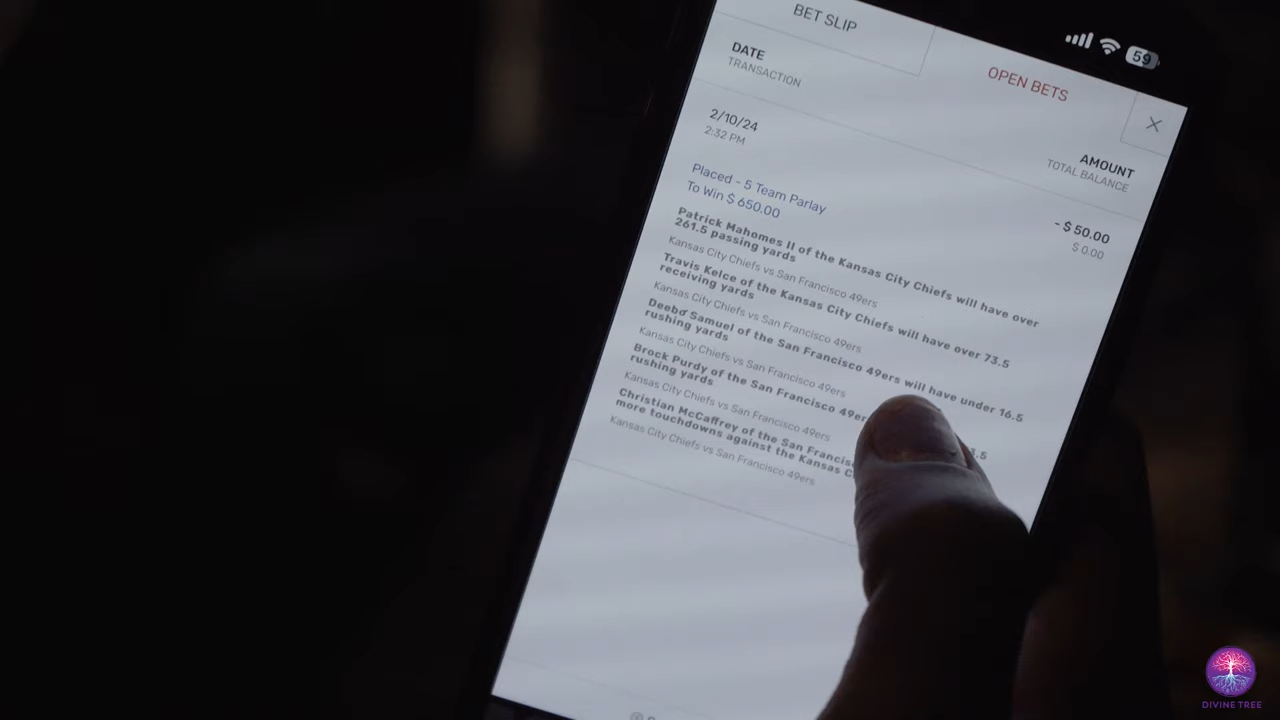 BET SLIP
OPEN BETS
59
DATE
TRANSACTION
AMOUNT
TOTAL BALANCE
2/10/24
2:32 PM
- $ 50.00
$ 0.00
Placed - 5 Team Parlay
To Win $ 650.00
Patrick Mahomes II of the Kansas City Chiefs will have over
261.5 passing yards
Kansas City Chiefs vs San Francisco 49ers
Travis Kelce of the Kansas City Chiefs will have over 73.5
receiving yards
Kansas City Chiefs vs San Francisco 49ers
Deebo Samuel of the San Francisco 49ers will have under 16.5
rushing yards
Kansas City Chiefs vs San Francisco 49ers
Brock Purdy of the San Francisco 49er
rushing yards
Kansas City Chiefs vs San Francisco 49ers
Christian McCaffrey of the San Francis
more touchdowns against the Kansas C
Kansas City Chiefs vs San Francisco 49ers
DIVINE TREE